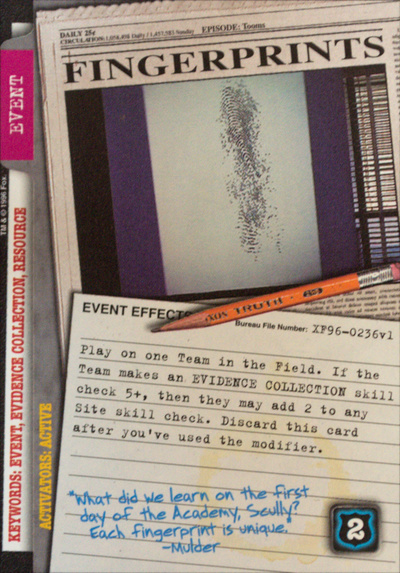 DAILY 25¢
EPISODE: Tooms
CIRCULATION: 1,058,498 Daily / 1,457,583 Sunday
FINGERPRINTS
EVENT
TM & © 1996 Fox.
KEYWORDS: EVENT, EVIDENCE COLLECTION, RESOURCE
ACTIVATORS: ACTIVE
TRUTH
EVENT EFFECTS
Bureau File Number: XF96-0236v1
Play on one Team in the Field. If the
Team makes an EVIDENCE COLLECTION skill
check 5+, then they may add 2 to any
Site skill check. Discard this card
after you've used the modifier.
"What did we learn on the first
day of the Academy, Scully?
Each fingerprint is unique."
-Mulder
2